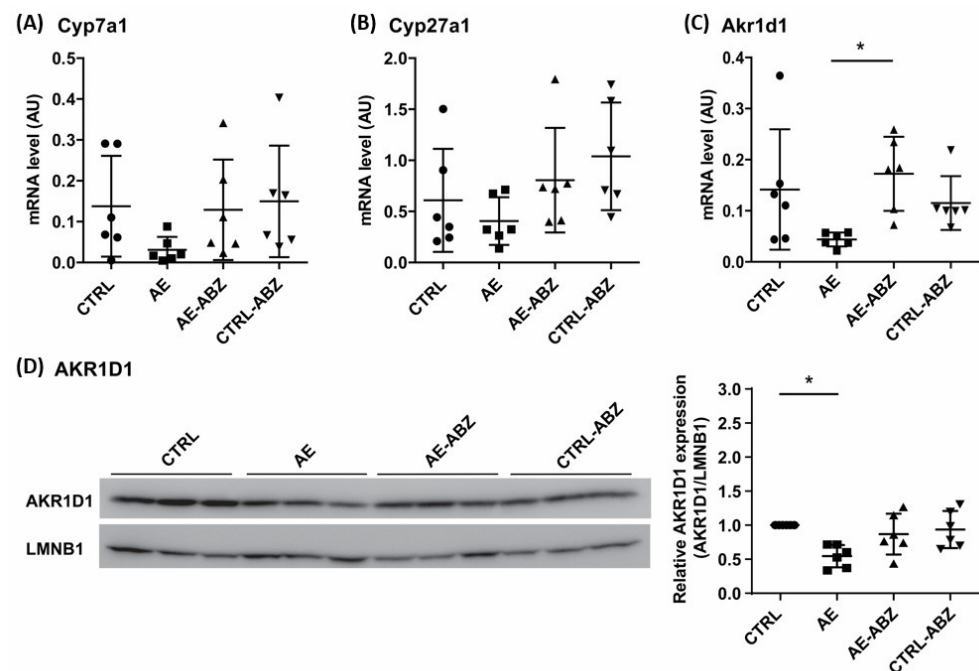 (A) Cyp7a1
mRNA level (AU)
0.5
0.4
0.3
0.2
0.1
0.0
CTRL
AE
AE-ABZ
CTRL-ABZ
(B) Cyp27a1
mRNA level (AU)
2.0
1.5
1.0
0.5
0.0
CTRL
AE
AE-ABZ
CTRL-ABZ
(C) Akr1d1
*
mRNA level (AU)
0.4
0.3
0.2
0.1
0.0
CTRL
AE
AE-ABZ
CTRL-ABZ
(D) AKR1D1
CTRL
AE
AE-ABZ
CTRL-ABZ
AKR1D1
LMNB1
*
Relative AKR1D1 expression
(AKR1D1/LMNB1)
3.0
2.5
2.0
1.5
1.0
0.5
0.0
CTRL
AE
AE-ABZ
CTRL-ABZ